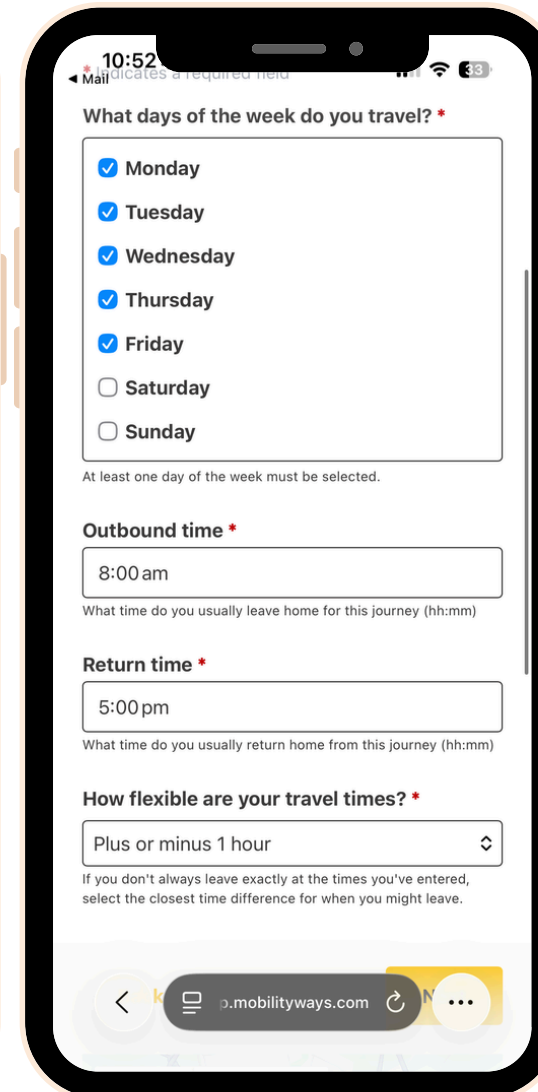 10:52
33
◀ Mail
* Indicates a required field
What days of the week do you travel? *
Monday
Tuesday
Wednesday
Thursday
Friday
Saturday
Sunday
At least one day of the week must be selected.
Outbound time *
8:00 am
What time do you usually leave home for this journey (hh:mm)
Return time *
5:00 pm
What time do you usually return home from this journey (hh:mm)
How flexible are your travel times? *
Plus or minus 1 hour
If you don't always leave exactly at the times you've entered,
select the closest time difference for when you might leave.
p.mobilityways.com